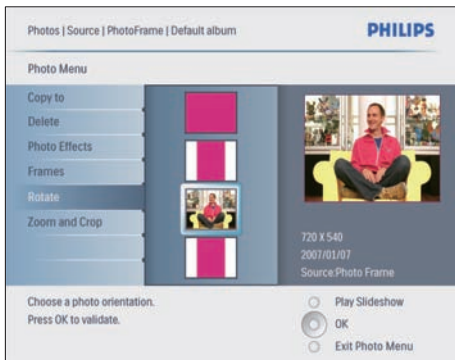 Photos | Source | PhotoFrame | Default album
PHILIPS
Photo Menu
Copy to
Delete
Photo Effects
Frames
Rotate
Zoom and Crop
720 X 540
2007/01/07
Source:Photo Frame
Choose a photo orientation.
Press OK to validate.
Play Slideshow
OK
Exit Photo Menu